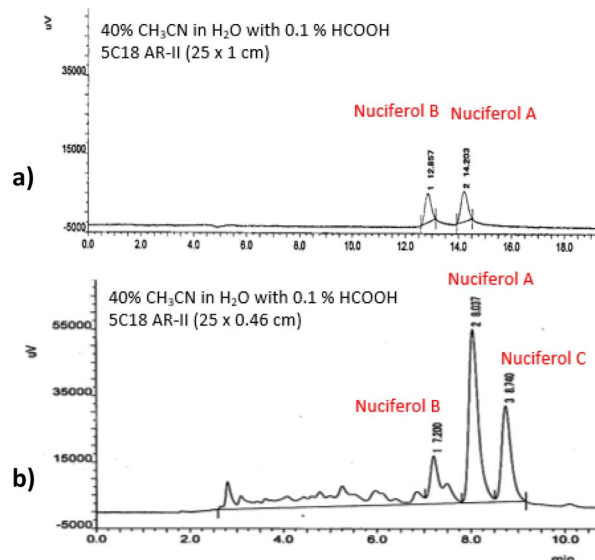 40% CH₃CN in H₂O with 0.1 % HCOOH
5C18 AR-II (25 x 1 cm)
uV
35000
15000
-5000
Nuciferol B
Nuciferol A
1 12.857
2 14.203
a)
0.0 2.0 4.0 6.0 8.0 10.0 12.0 14.0 16.0 18.0
40% CH₃CN in H₂O with 0.1 % HCOOH
5C18 AR-II (25 x 0.46 cm)
uV
55000
35000
15000
-5000
Nuciferol A
Nuciferol C
Nuciferol B
1 7.200
2 8.037
3 8.740
b)
0.0 2.0 4.0 6.0 8.0 10.0
min